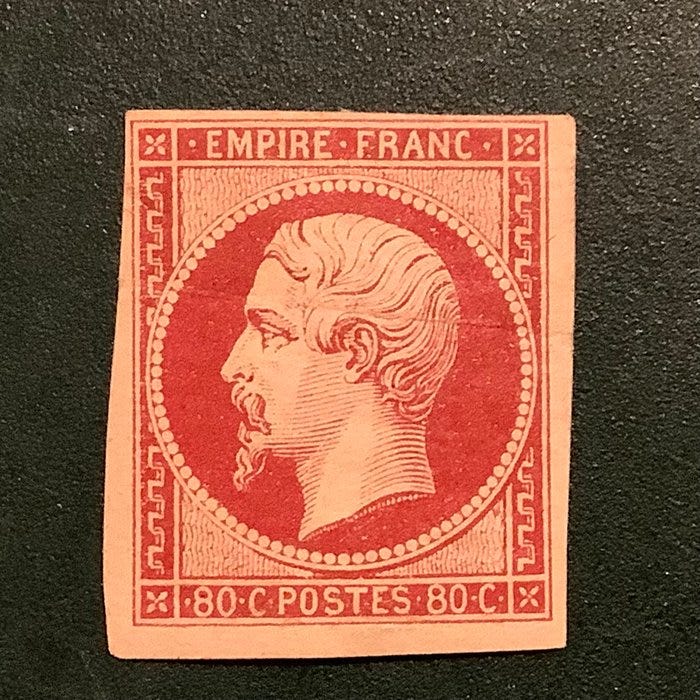 · EMPIRE · FRANC ·
· 80 · C POSTES · 80 · C ·